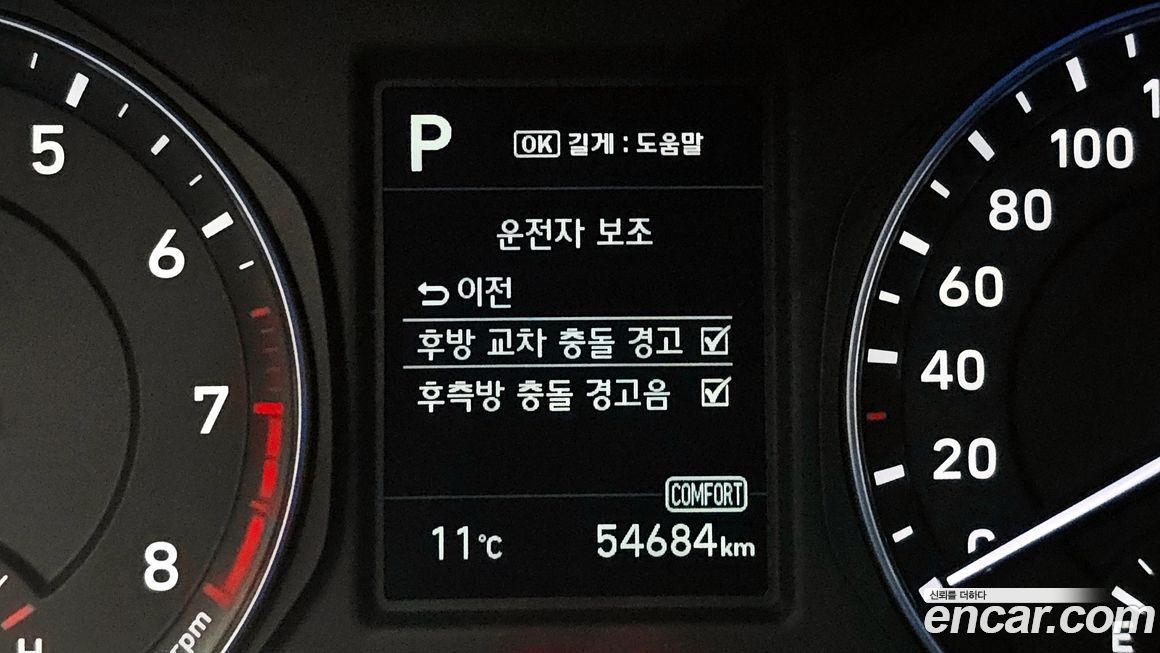 P
OK 길게 : 도움말
운전자 보조
이전
후방 교차 충돌 경고
후측방 충돌 경고음
COMFORT
11℃ 54684km
5
6
7
8
rpm
H
100
80
60
40
20
0
E
신뢰를 더하다
encar.com